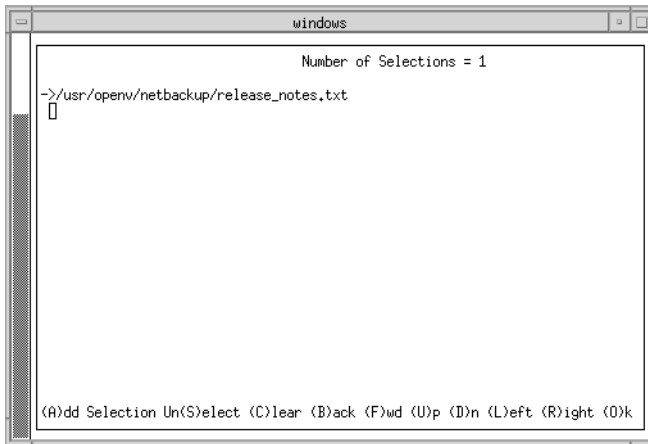 windows
Number of Selections = 1
->/usr/openv/netbackup/release_notes.txt
(A)dd Selection Un(S)elect (C)lear (B)ack (F)wd (U)p (D)n (L)eft (R)ight (O)k